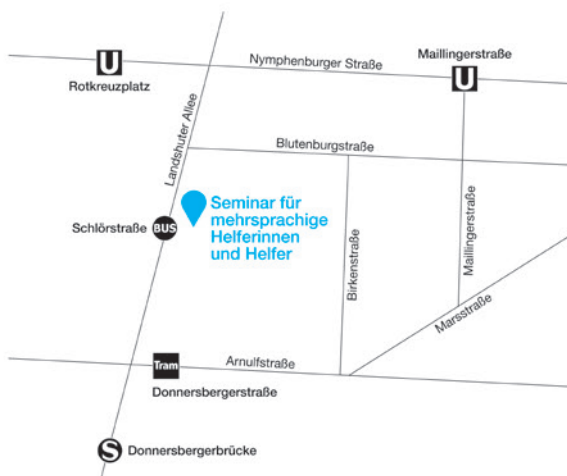 Maillingerstraße
U
Nymphenburger Straße
U
Rotkreuzplatz
Landshuter Allee
Blutenburgstraße
Seminar für
mehrsprachige
Helferinnen
und Helfer
Schlörstraße
BUS
Birkenstraße
Maillingerstraße
Marsstraße
Arnulfstraße
Tram
Donnersbergerstraße
S
Donnersbergerbrücke